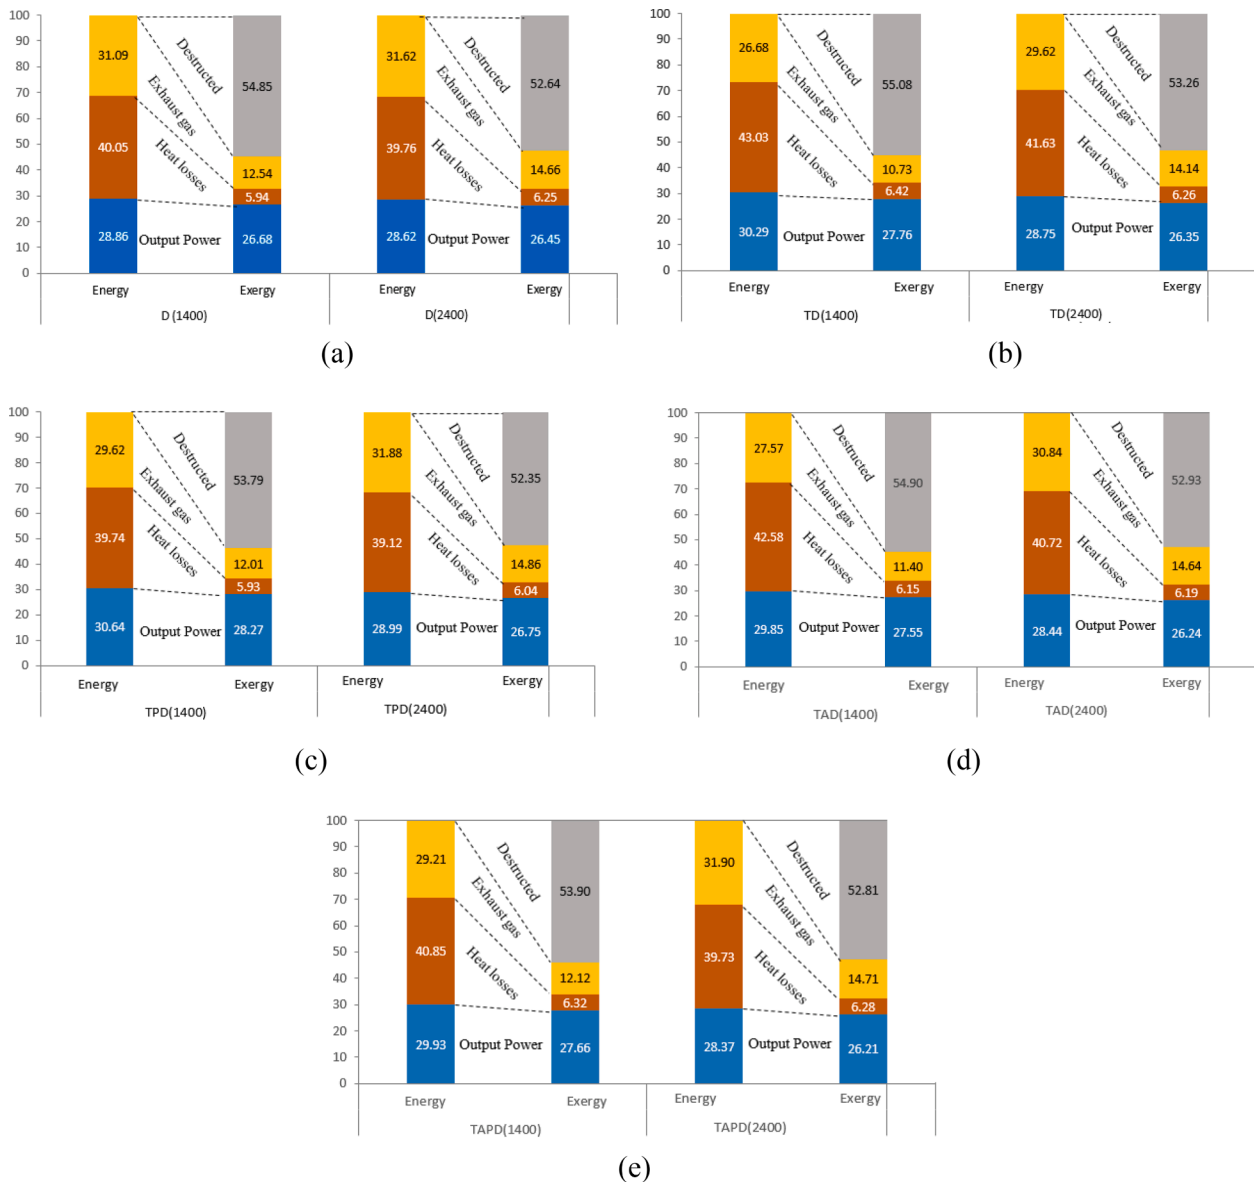 100
90
80
70
60
50
40
30
20
10
0
31.09
40.05
28.86
Destructed
Exhaust gas
Heat losses
Output Power
54.85
12.54
5.94
26.68
31.62
39.76
28.62
Destructed
Exhaust gas
Heat losses
Output Power
52.64
14.66
6.25
26.45
Energy Exergy Energy Exergy
D (1400) D(2400)
(a)
100
90
80
70
60
50
40
30
20
10
0
26.68
43.03
30.29
Destructed
Exhaust gas
Heat losses
Output Power
55.08
10.73
6.42
27.76
29.62
41.63
28.75
Destructed
Exhaust gas
Heat losses
Output Power
53.26
14.14
6.26
26.35
Energy Exergy Energy Exergy
TD(1400) TD(2400)
(b)
100
90
80
70
60
50
40
30
20
10
0
29.62
39.74
30.64
Destructed
Exhaust gas
Heat losses
Output Power
53.79
12.01
5.93
28.27
31.88
39.12
28.99
Destructed
Exhaust gas
Heat losses
Output Power
52.35
14.86
6.04
26.75
Energy Exergy Energy Exergy
TPD(1400) TPD(2400)
(c)
100
90
80
70
60
50
40
30
20
10
0
27.57
42.58
29.85
Destructed
Exhaust gas
Heat losses
Output Power
54.90
11.40
6.15
27.55
30.84
40.72
28.44
Destructed
Exhaust gas
Heat losses
Output Power
52.93
14.64
6.19
26.24
Energy Exergy Energy Exergy
TAD(1400) TAD(2400)
(d)
100
90
80
70
60
50
40
30
20
10
0
29.21
40.85
29.93
Destructed
Exhaust gas
Heat losses
Output Power
53.90
12.12
6.32
27.66
31.90
39.73
28.37
Destructed
Exhaust gas
Heat losses
Output Power
52.81
14.71
6.28
26.21
Energy Exergy Energy Exergy
TAPD(1400) TAPD(2400)
(e)